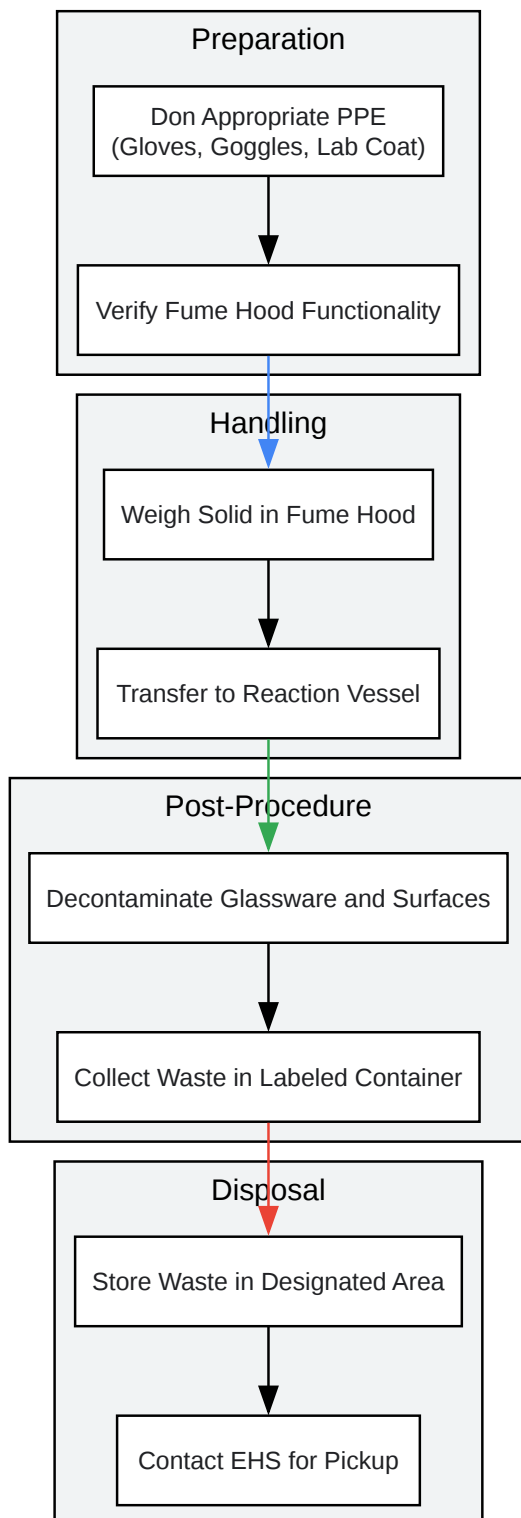 Preparation
Don Appropriate PPE
(Gloves, Goggles, Lab Coat)
Verify Fume Hood Functionality
Handling
Weigh Solid in Fume Hood
Transfer to Reaction Vessel
Post-Procedure
Decontaminate Glassware and Surfaces
Collect Waste in Labeled Container
Disposal
Store Waste in Designated Area
Contact EHS for Pickup